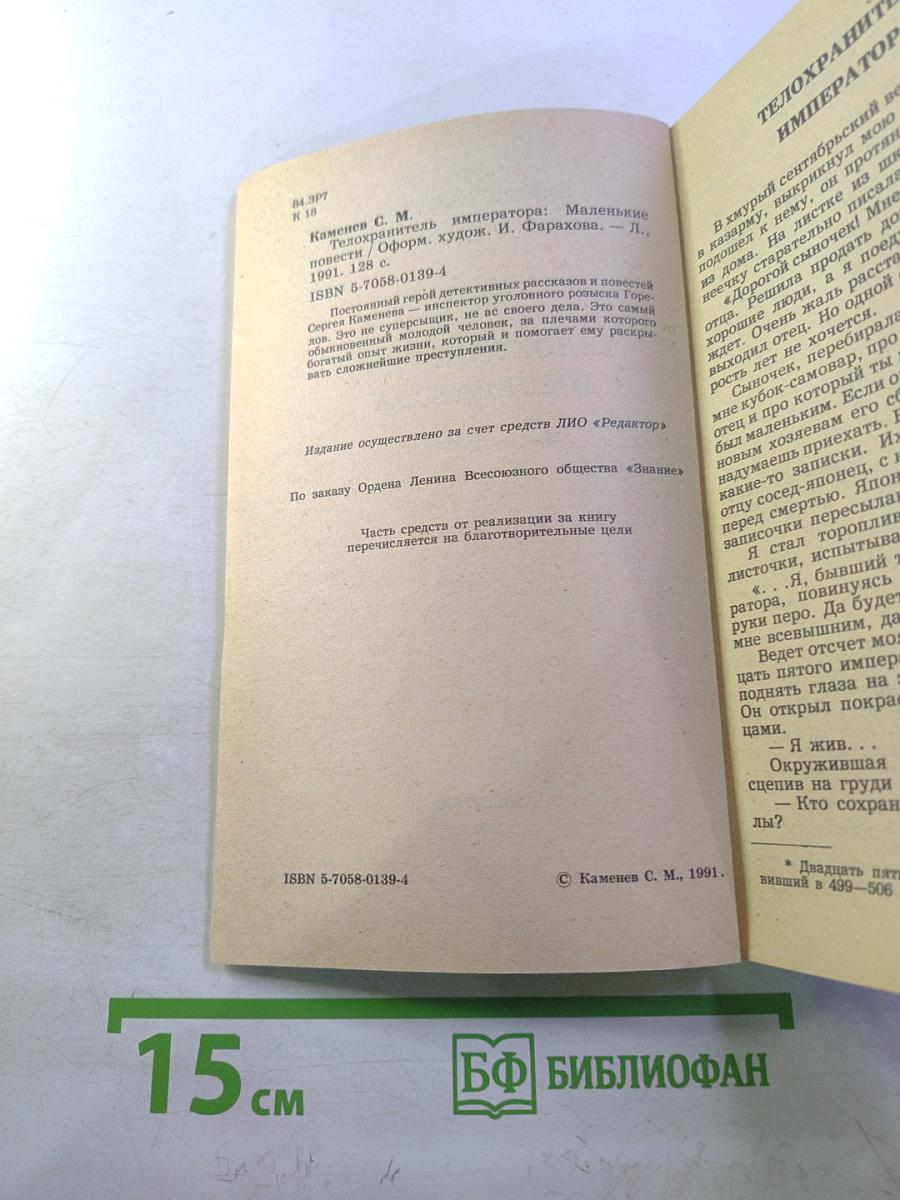 84.3Р7
К 18
Каменев С. М.
Телохранитель императора: Маленькие
повести / Оформ. худож. И. Фарахова. — Л.,
1991. 128 с.
ISBN 5-7058-0139-4
Постоянный герой детективных рассказов и повестей
Сергея Каменева — инспектор уголовного розыска Горе-
лов. Это не суперсыщик, не ас своего дела. Это самый
обыкновенный молодой человек, за плечами которого
богатый опыт жизни, который и помогает ему раскры-
вать сложнейшие преступления.
Издание осуществлено за счет средств ЛИО «Редактор»
По заказу Ордена Ленина Всесоюзного общества «Знание»
Часть средств от реализации за книгу
перечисляется на благотворительные цели
ISBN 5-7058-0139-4
© Каменев С. М., 1991.
ТЕЛОХРАНИТЕЛЬ
ИМПЕРАТОР
В хмурый сентябрьский ве
в казарму, выкрикнул мою
подошел к нему, он протян
из дома. На листке из шк
неечку старательно писала
«Дорогой сыночек! Мне
отца. Решила продать до
хорошие люди, а я поед
ждет. Очень жаль расста
выходил отец. Но одной
рость лет не хочется.
Сыночек, перебирала
мне кубок-самовар, про
отец и про который ты
был маленьким. Если о
новым хозяевам его сб
надумаешь приехать. В
какие-то записки. Их
отцу сосед-японец, с к
перед смертью. Япон
записочки пересылал
Я стал тороплив
листочки, испытыва
«. . .Я, бывший т
ратора, повинуясь
руки перо. Да будет
мне всевышним, да
Ведет отсчет моя
цать пятого импера
поднять глаза на з
Он открыл покрас
цами.
— Я жив. . .
Окружившая
сцепив на груди
— Кто сохран
лы?
* Двадцать пят
вивший в 499—506
15 см
БФ БИБЛИОФАН